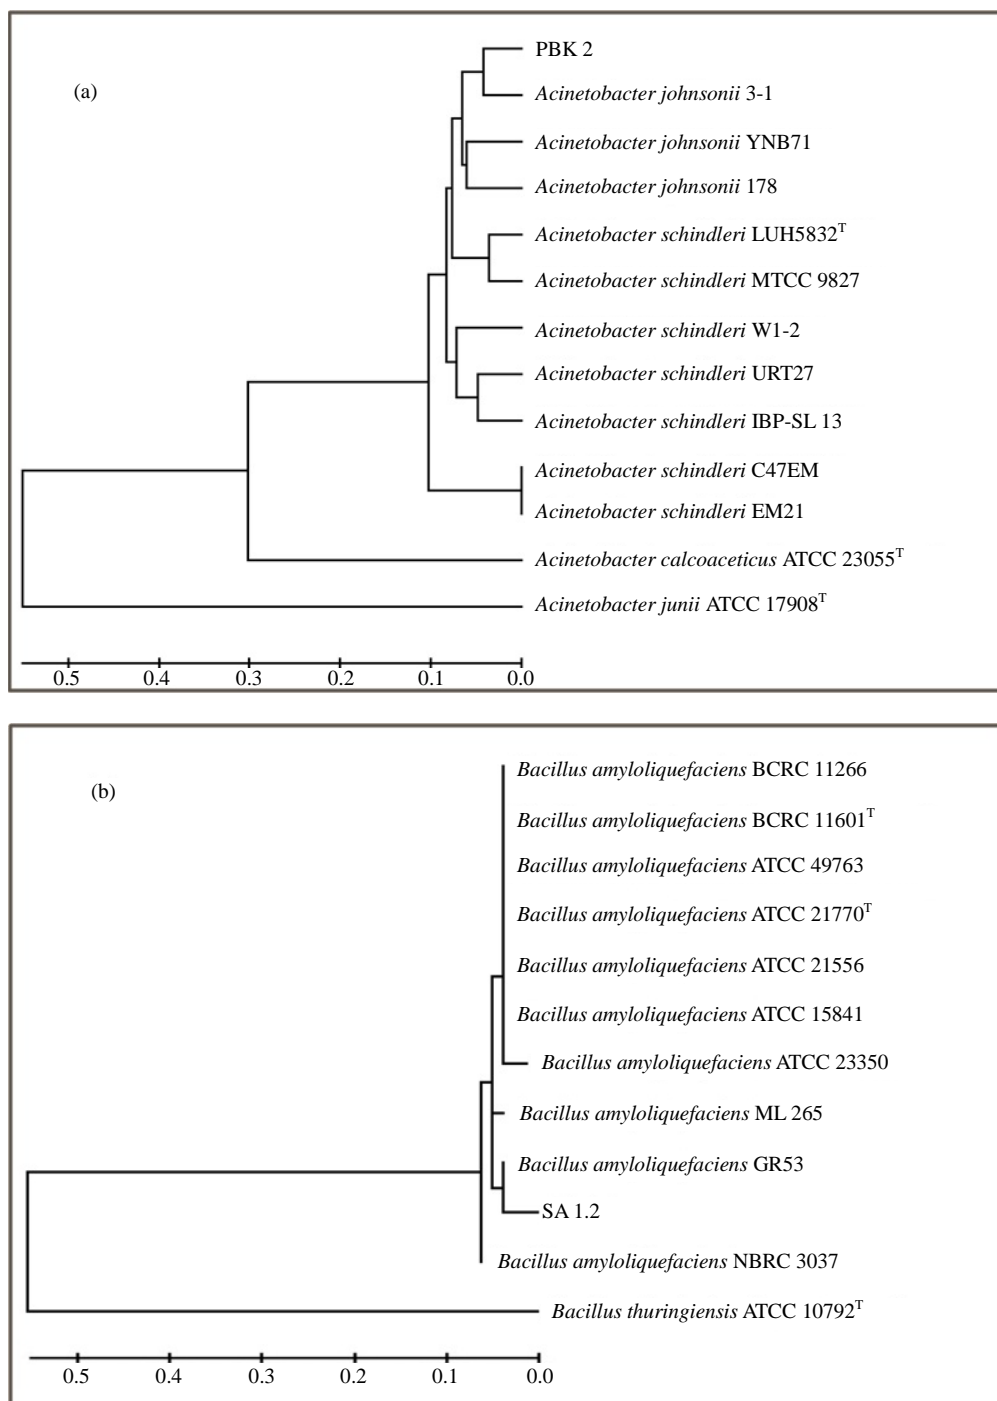 (a)
PBK 2
Acinetobacter johnsonii 3-1
Acinetobacter johnsonii YNB71
Acinetobacter johnsonii 178
Acinetobacter schindleri LUH5832ᵀ
Acinetobacter schindleri MTCC 9827
Acinetobacter schindleri W1-2
Acinetobacter schindleri URT27
Acinetobacter schindleri IBP-SL 13
Acinetobacter schindleri C47EM
Acinetobacter schindleri EM21
Acinetobacter calcoaceticus ATCC 23055ᵀ
Acinetobacter junii ATCC 17908ᵀ
0.5 0.4 0.3 0.2 0.1 0.0
(b)
Bacillus amyloliquefaciens BCRC 11266
Bacillus amyloliquefaciens BCRC 11601ᵀ
Bacillus amyloliquefaciens ATCC 49763
Bacillus amyloliquefaciens ATCC 21770ᵀ
Bacillus amyloliquefaciens ATCC 21556
Bacillus amyloliquefaciens ATCC 15841
Bacillus amyloliquefaciens ATCC 23350
Bacillus amyloliquefaciens ML 265
Bacillus amyloliquefaciens GR53
SA 1.2
Bacillus amyloliquefaciens NBRC 3037
Bacillus thuringiensis ATCC 10792ᵀ
0.5 0.4 0.3 0.2 0.1 0.0